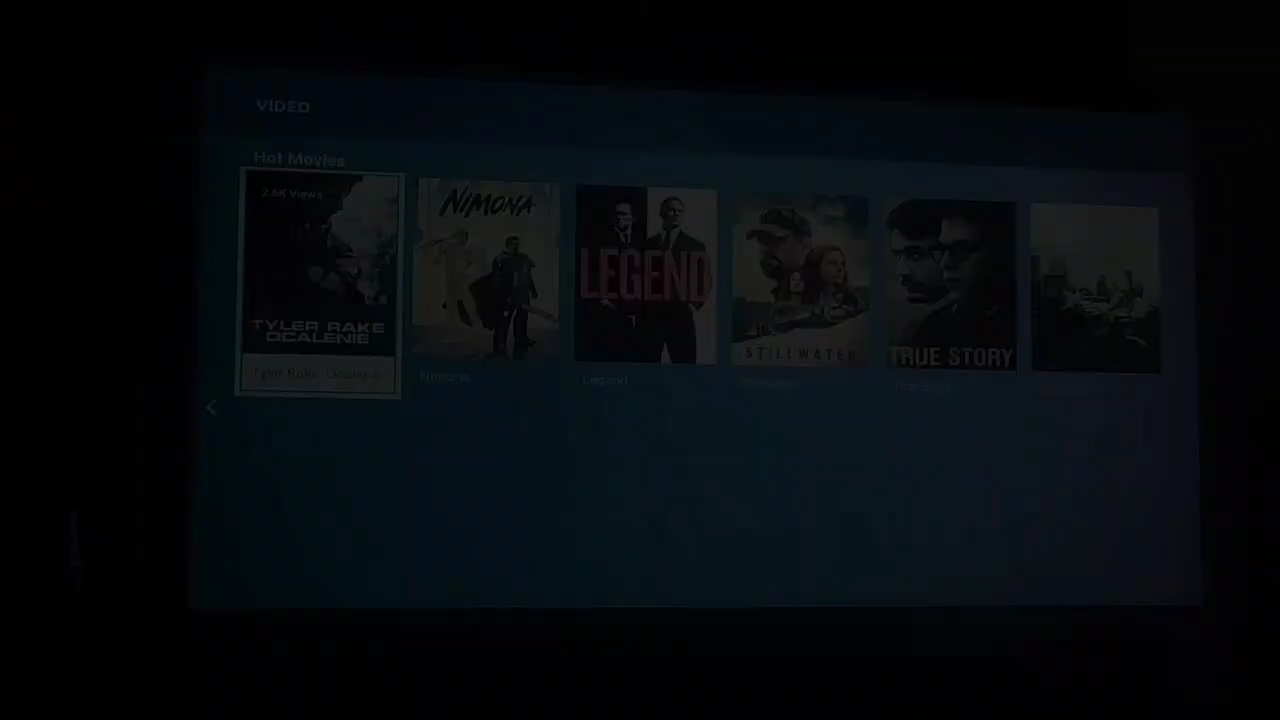 VIDEO
Hot Movies
2.6K Views
TYLER RAKE
OCALENIE
Tyler Rake: Ocalenie
NIMONA
Nimona
LEGEND
Legend
STILLWATER
TRUE STORY